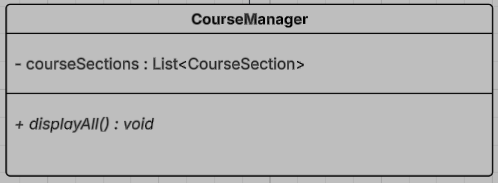 CourseManager
- courseSections : List<CourseSection>
+ displayAll() : void